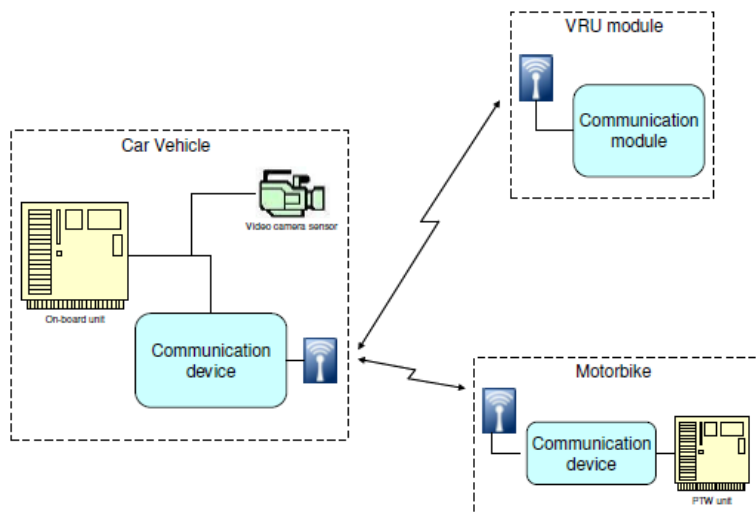 VRU module
Communication
module
Car Vehicle
Video camera sensor
On-board unit
Communication
device
Motorbike
Communication
device
PTW unit